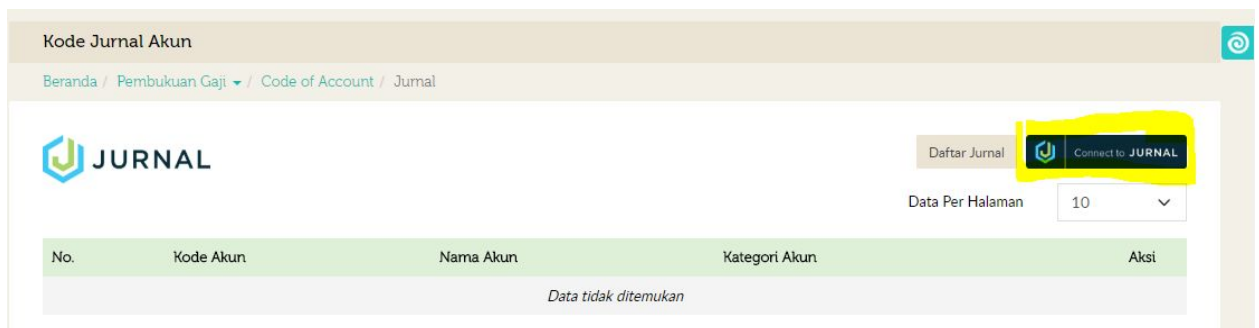 Kode Jurnal Akun
Beranda / Pembukuan Gaji / Code of Account / Jurnal
JURNAL
Daftar Jurnal
Connect to JURNAL
Data Per Halaman 10
No. Kode Akun Nama Akun Kategori Akun Aksi
Data tidak ditemukan